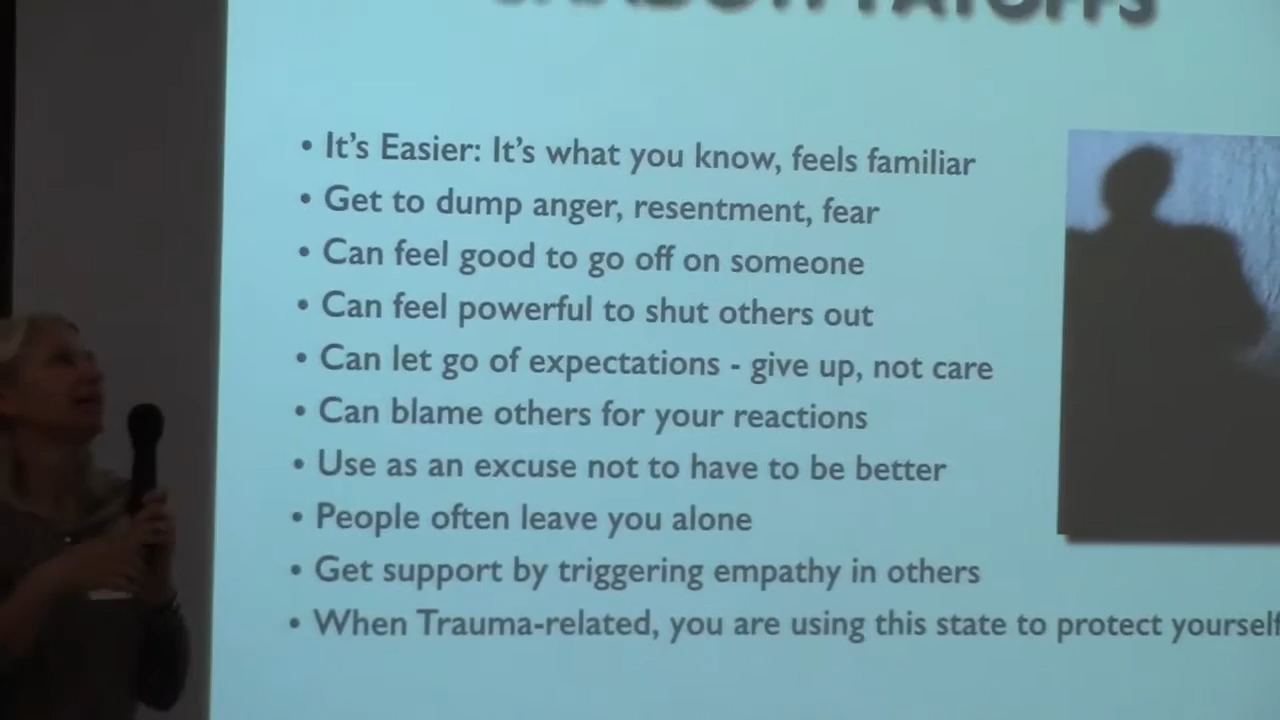 SHADOW PAYOFFS
• It's Easier: It's what you know, feels familiar
• Get to dump anger, resentment, fear
• Can feel good to go off on someone
• Can feel powerful to shut others out
• Can let go of expectations - give up, not care
• Can blame others for your reactions
• Use as an excuse not to have to be better
• People often leave you alone
• Get support by triggering empathy in others
• When Trauma-related, you are using this state to protect yourself